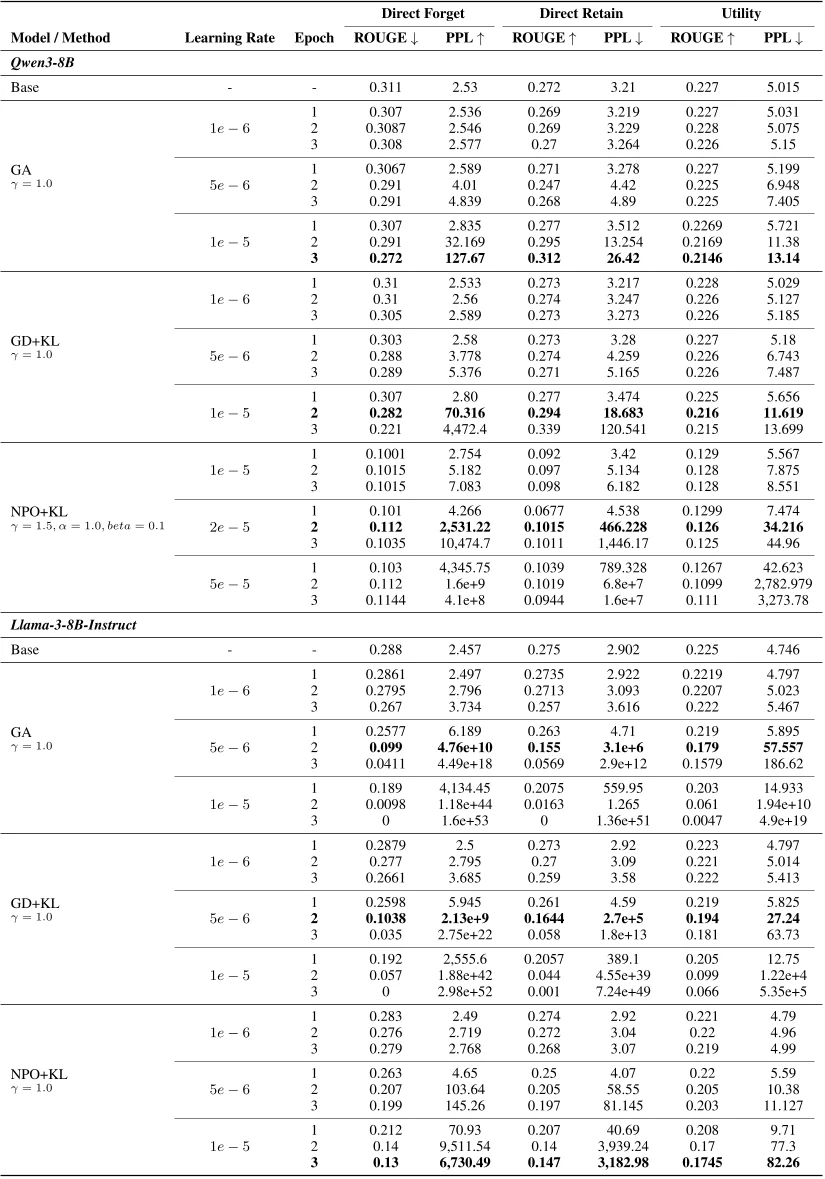 Direct Forget Direct Retain Utility
Model / Method Learning Rate Epoch ROUGE ↓ PPL ↑ ROUGE ↑ PPL ↓ ROUGE ↑ PPL ↓
Qwen3-8B
Base - - 0.311 2.53 0.272 3.21 0.227 5.015
1 0.307 2.536 0.269 3.219 0.227 5.031
1e − 6 2 0.3087 2.546 0.269 3.229 0.228 5.075
3 0.308 2.577 0.27 3.264 0.226 5.15
GA 1 0.3067 2.589 0.271 3.278 0.227 5.199
γ = 1.0 5e − 6 2 0.291 4.01 0.247 4.42 0.225 6.948
3 0.291 4.839 0.268 4.89 0.225 7.405
1 0.307 2.835 0.277 3.512 0.2269 5.721
1e − 5 2 0.291 32.169 0.295 13.254 0.2169 11.38
3 0.272 127.67 0.312 26.42 0.2146 13.14
1 0.31 2.533 0.273 3.217 0.228 5.029
1e − 6 2 0.31 2.56 0.274 3.247 0.226 5.127
3 0.305 2.589 0.273 3.273 0.226 5.185
GD+KL 1 0.303 2.58 0.273 3.28 0.227 5.18
γ = 1.0 5e − 6 2 0.288 3.778 0.274 4.259 0.226 6.743
3 0.289 5.376 0.271 5.165 0.226 7.487
1 0.307 2.80 0.277 3.474 0.225 5.656
1e − 5 2 0.282 70.316 0.294 18.683 0.216 11.619
3 0.221 4,472.4 0.339 120.541 0.215 13.699
1 0.1001 2.754 0.092 3.42 0.129 5.567
1e − 5 2 0.1015 5.182 0.097 5.134 0.128 7.875
3 0.1015 7.083 0.098 6.182 0.128 8.551
NPO+KL 1 0.101 4.266 0.0677 4.538 0.1299 7.474
γ = 1.5, α = 1.0, beta = 0.1 2e − 5 2 0.112 2,531.22 0.1015 466.228 0.126 34.216
3 0.1035 10,474.7 0.1011 1,446.17 0.125 44.96
1 0.103 4,345.75 0.1039 789.328 0.1267 42.623
5e − 5 2 0.112 1.6e+9 0.1019 6.8e+7 0.1099 2,782.979
3 0.1144 4.1e+8 0.0944 1.6e+7 0.111 3,273.78
Llama-3-8B-Instruct
Base - - 0.288 2.457 0.275 2.902 0.225 4.746
1 0.2861 2.497 0.2735 2.922 0.2219 4.797
1e − 6 2 0.2795 2.796 0.2713 3.093 0.2207 5.023
3 0.267 3.734 0.257 3.616 0.222 5.467
GA 1 0.2577 6.189 0.263 4.71 0.219 5.895
γ = 1.0 5e − 6 2 0.099 4.76e+10 0.155 3.1e+6 0.179 57.557
3 0.0411 4.49e+18 0.0569 2.9e+12 0.1579 186.62
1 0.189 4,134.45 0.2075 559.95 0.203 14.933
1e − 5 2 0.0098 1.18e+44 0.0163 1.265 0.061 1.94e+10
3 0 1.6e+53 0 1.36e+51 0.0047 4.9e+19
1 0.2879 2.5 0.273 2.92 0.223 4.797
1e − 6 2 0.277 2.795 0.27 3.09 0.221 5.014
3 0.2661 3.685 0.259 3.58 0.222 5.413
GD+KL 1 0.2598 5.945 0.261 4.59 0.219 5.825
γ = 1.0 5e − 6 2 0.1038 2.13e+9 0.1644 2.7e+5 0.194 27.24
3 0.035 2.75e+22 0.058 1.8e+13 0.181 63.73
1 0.192 2,555.6 0.2057 389.1 0.205 12.75
1e − 5 2 0.057 1.88e+42 0.044 4.55e+39 0.099 1.22e+4
3 0 2.98e+52 0.001 7.24e+49 0.066 5.35e+5
1 0.283 2.49 0.274 2.92 0.221 4.79
1e − 6 2 0.276 2.719 0.272 3.04 0.22 4.96
3 0.279 2.768 0.268 3.07 0.219 4.99
NPO+KL 1 0.263 4.65 0.25 4.07 0.22 5.59
γ = 1.0 5e − 6 2 0.207 103.64 0.205 58.55 0.205 10.38
3 0.199 145.26 0.197 81.145 0.203 11.127
1 0.212 70.93 0.207 40.69 0.208 9.71
1e − 5 2 0.14 9,511.54 0.14 3,939.24 0.17 77.3
3 0.13 6,730.49 0.147 3,182.98 0.1745 82.26